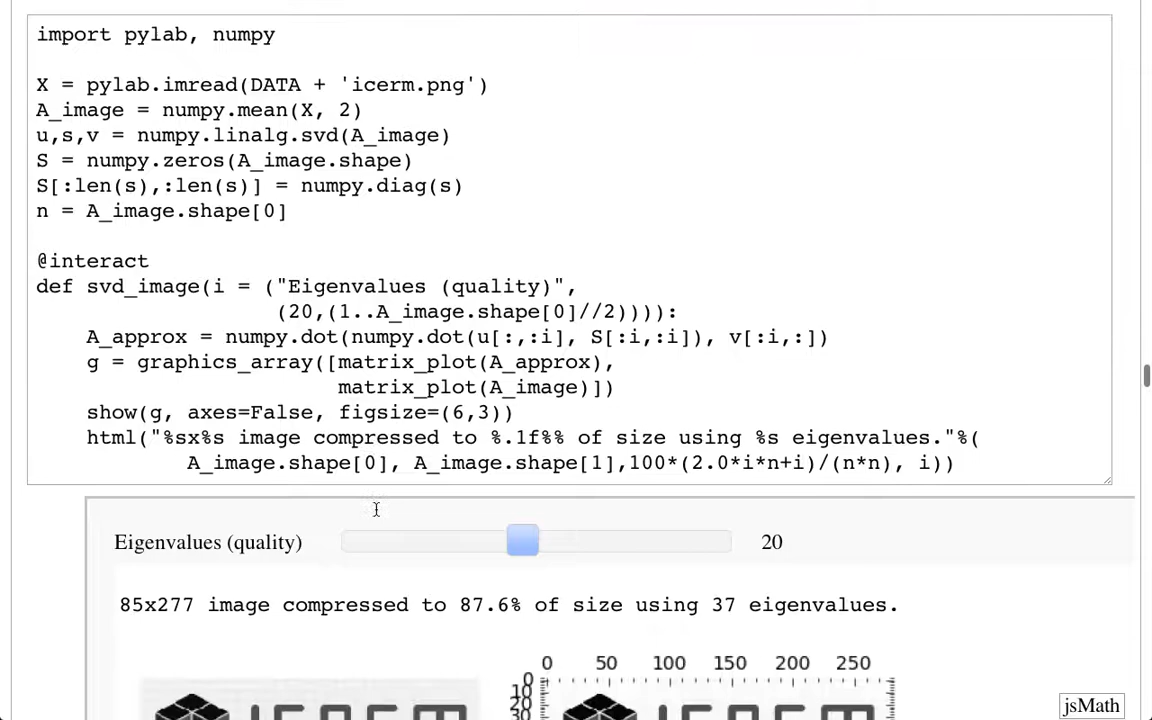 import pylab, numpy
X = pylab.imread(DATA + 'icerm.png')
A_image = numpy.mean(X, 2)
u,s,v = numpy.linalg.svd(A_image)
S = numpy.zeros(A_image.shape)
S[:len(s),:len(s)] = numpy.diag(s)
n = A_image.shape[0]
@interact
def svd_image(i = ("Eigenvalues (quality)",
(20,(1..A_image.shape[0]//2)))):
A_approx = numpy.dot(numpy.dot(u[:,:i], S[:i,:i]), v[:i,:])
g = graphics_array([matrix_plot(A_approx),
matrix_plot(A_image)])
show(g, axes=False, figsize=(6,3))
html("%sx%s image compressed to %.1f%% of size using %s eigenvalues."%(
A_image.shape[0], A_image.shape[1],100*(2.0*i*n+i)/(n*n), i))
Eigenvalues (quality) 20
85x277 image compressed to 87.6% of size using 37 eigenvalues.
0 50 100 150 200 250
0
10
20
30
jsMath